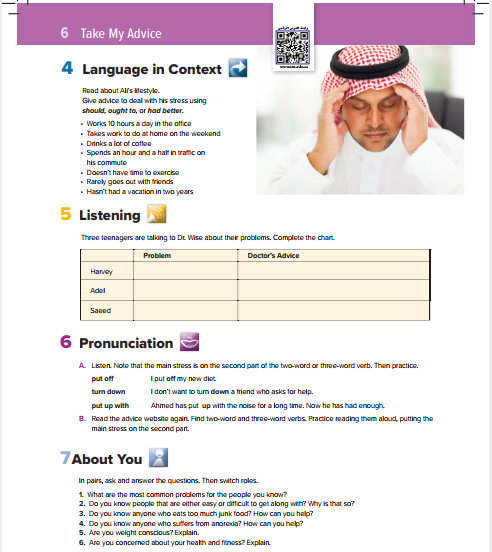 6 Take My Advice
4 Language in Context
Read about Ali's lifestyle.
Give advice to deal with his stress using
should, ought to, or had better.
• Works 10 hours a day in the office
• Takes work to do at home on the weekend
• Drinks a lot of coffee
• Spends an hour and a half in traffic on
his commute
• Doesn't have time to exercise
• Rarely goes out with friends
• Hasn't had a vacation in two years
5 Listening
Three teenagers are talking to Dr. Wise about their problems. Complete the chart.
Problem Doctor's Advice
Harvey
Adel
Saeed
6 Pronunciation
A. Listen. Note that the main stress is on the second part of the two-word or three-word verb. Then practice.
put off I put off my new diet.
turn down I don't want to turn down a friend who asks for help.
put up with Ahmed has put up with the noise for a long time. Now he has had enough.
B. Read the advice website again. Find two-word and three-word verbs. Practice reading them aloud, putting the
main stress on the second part.
7 About You
In pairs, ask and answer the questions. Then switch roles.
1. What are the most common problems for the people you know?
2. Do you know people that are either easy or difficult to get along with? Why is that so?
3. Do you know anyone who eats too much junk food? How can you help?
4. Do you know anyone who suffers from anorexia? How can you help?
5. Are you weight conscious? Explain.
6. Are you concerned about your health and fitness? Explain.